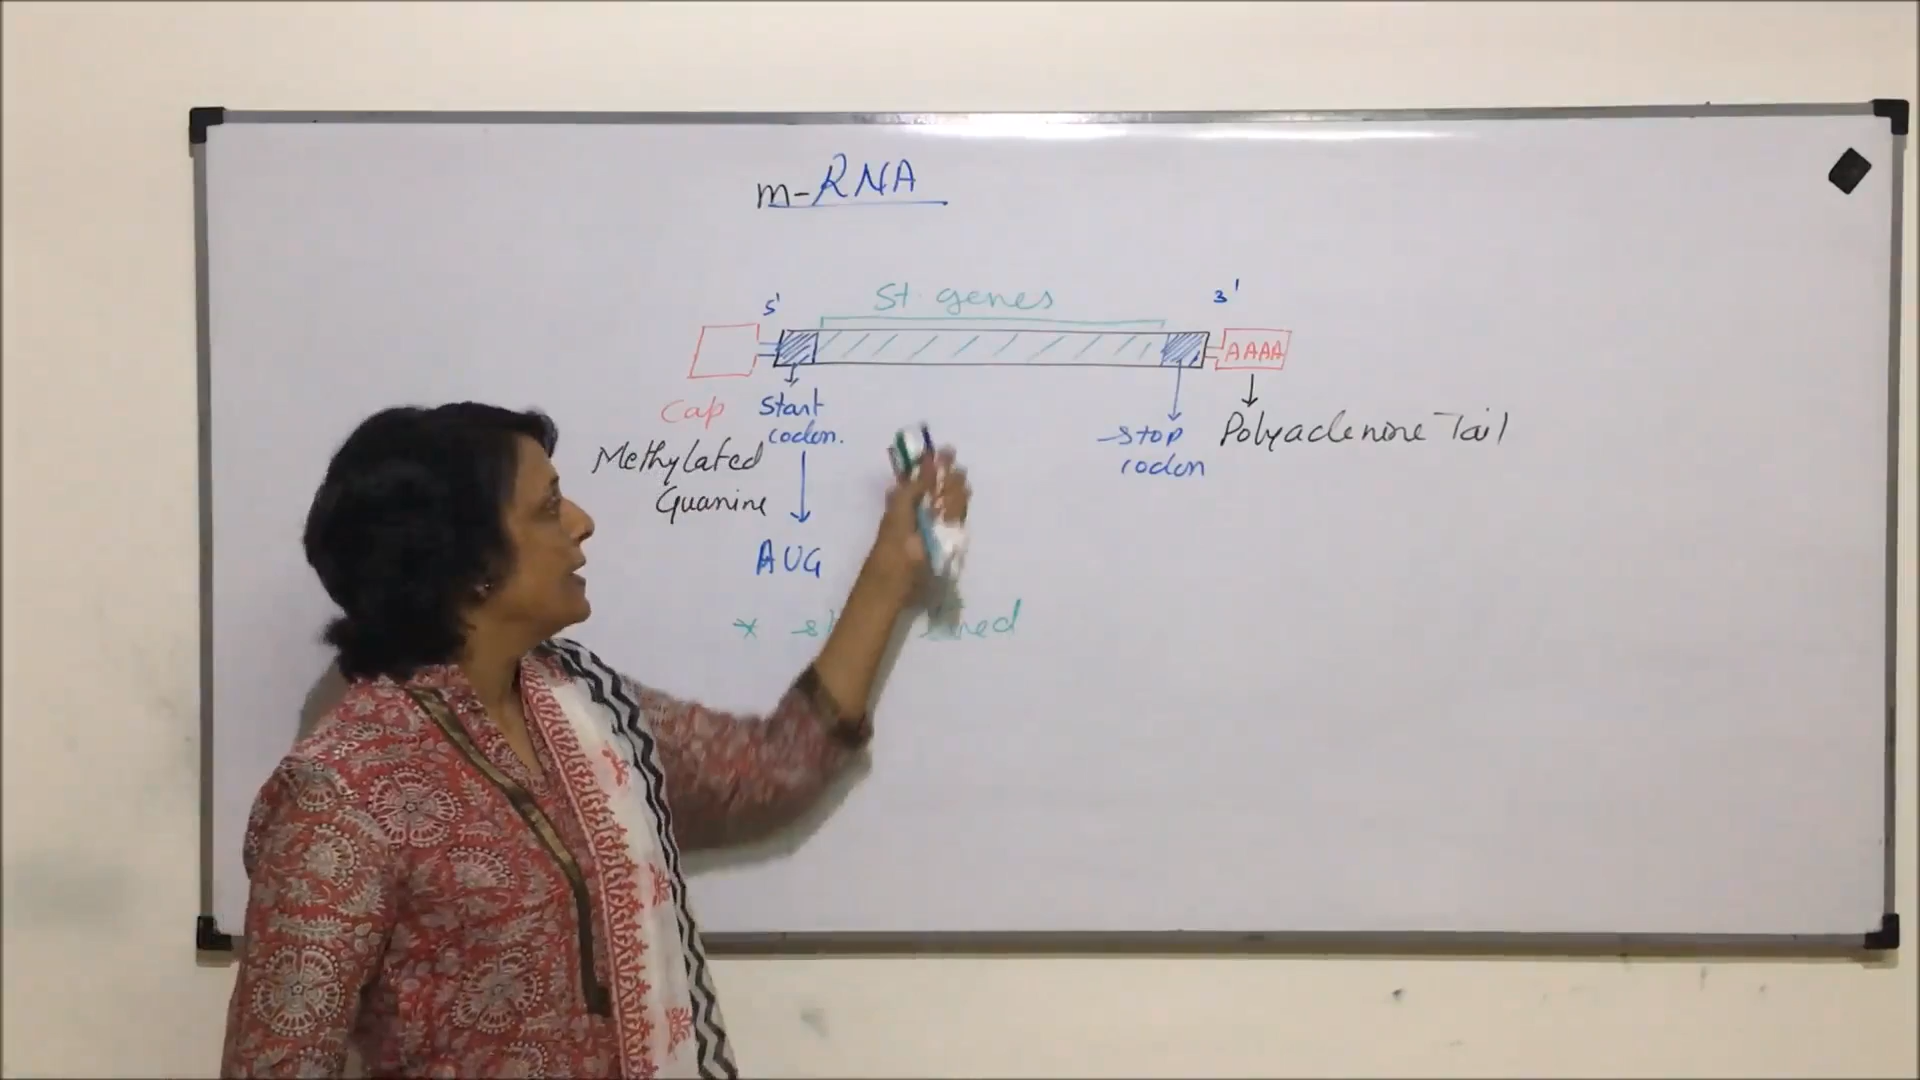 m-RNA
5'
St. genes
3'
AAAA
Cap
Start
codon.
Methylated
Guanine
AUG
Stop
codon
Polyadenine Tail
*